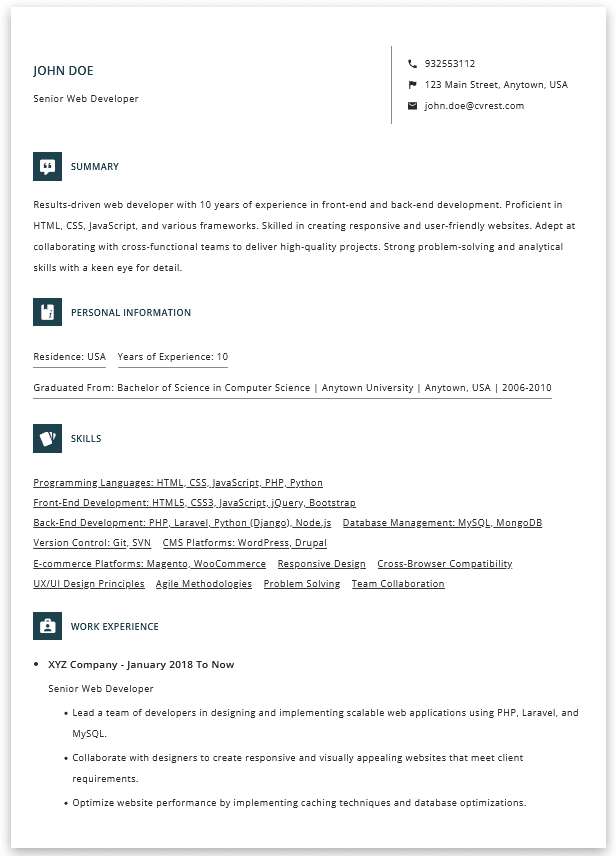 JOHN DOE
Senior Web Developer
932553112
123 Main Street, Anytown, USA
john.doe@cvrest.com
SUMMARY
Results-driven web developer with 10 years of experience in front-end and back-end development. Proficient in
HTML, CSS, JavaScript, and various frameworks. Skilled in creating responsive and user-friendly websites. Adept at
collaborating with cross-functional teams to deliver high-quality projects. Strong problem-solving and analytical
skills with a keen eye for detail.
PERSONAL INFORMATION
Residence: USA Years of Experience: 10
Graduated From: Bachelor of Science in Computer Science | Anytown University | Anytown, USA | 2006-2010
SKILLS
Programming Languages: HTML, CSS, JavaScript, PHP, Python
Front-End Development: HTML5, CSS3, JavaScript, jQuery, Bootstrap
Back-End Development: PHP, Laravel, Python (Django), Node.js Database Management: MySQL, MongoDB
Version Control: Git, SVN CMS Platforms: WordPress, Drupal
E-commerce Platforms: Magento, WooCommerce Responsive Design Cross-Browser Compatibility
UX/UI Design Principles Agile Methodologies Problem Solving Team Collaboration
WORK EXPERIENCE
• XYZ Company - January 2018 To Now
Senior Web Developer
• Lead a team of developers in designing and implementing scalable web applications using PHP, Laravel, and
MySQL.
• Collaborate with designers to create responsive and visually appealing websites that meet client
requirements.
• Optimize website performance by implementing caching techniques and database optimizations.